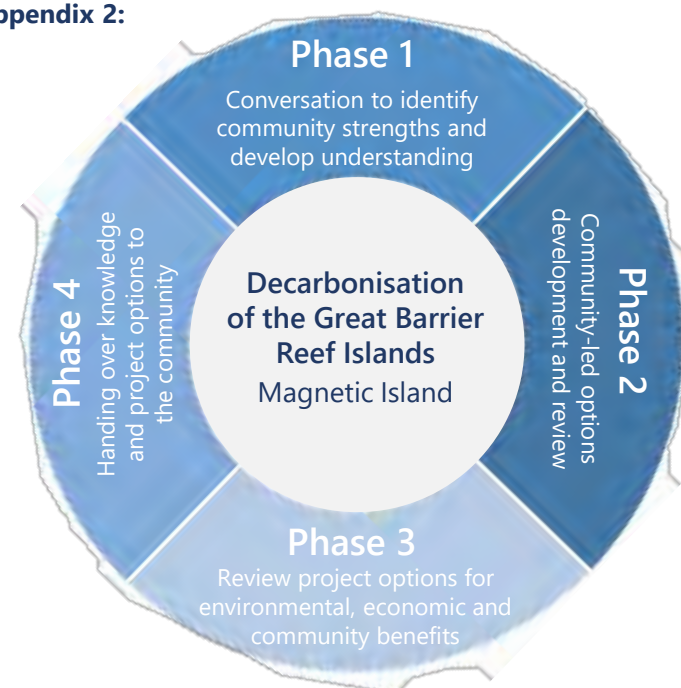 ppendix 2:
Phase 1
Conversation to identify
community strengths and
develop understanding
Phase 2
Community-led options
development and review
Decarbonisation
of the Great Barrier
Reef Islands
Magnetic Island
Phase 3
Review project options for
environmental, economic and
community benefits
Phase 4
Handing over knowledge
and project options to
the community